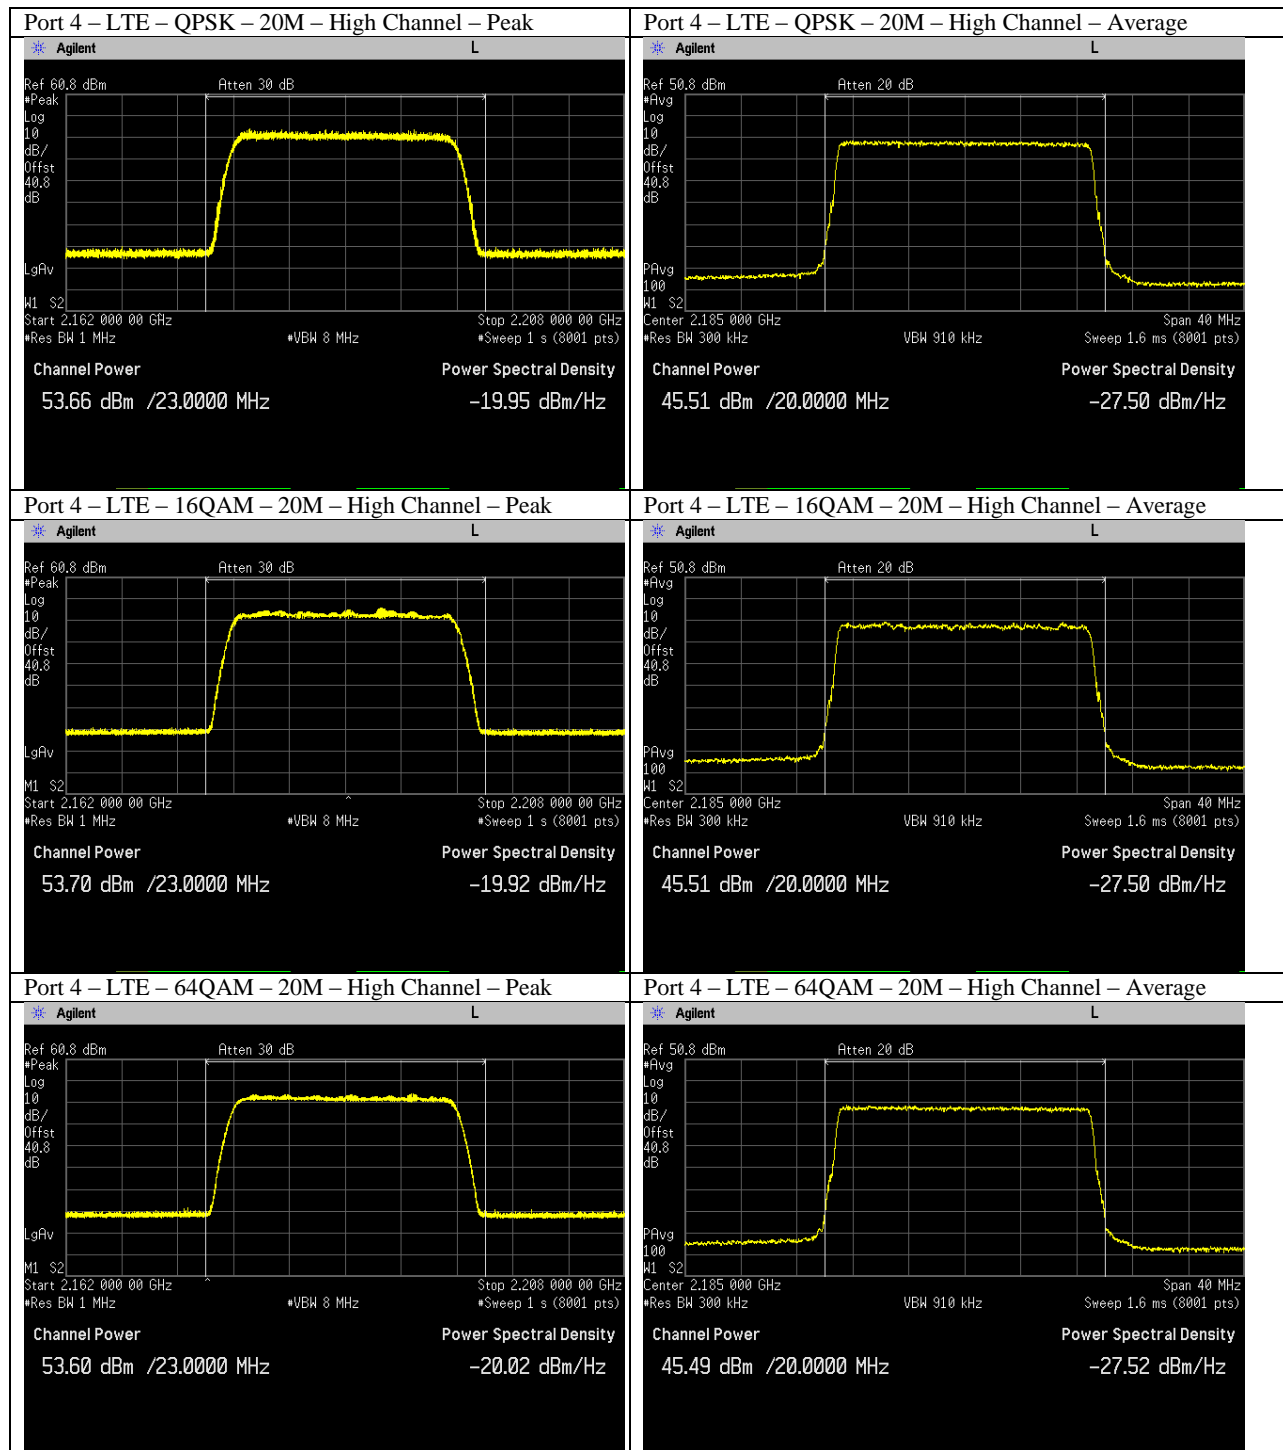 Port 4 – LTE – QPSK – 20M – High Channel – Peak
Agilent L
Ref 60.8 dBm Atten 30 dB
#Peak
Log
10
dB/
Offst
40.8
dB
LgAv
W1 S2
Start 2.162 000 00 GHz Stop 2.208 000 00 GHz
#Res BW 1 MHz #VBW 8 MHz #Sweep 1 s (8001 pts)
Channel Power Power Spectral Density
53.66 dBm /23.0000 MHz -19.95 dBm/Hz
Port 4 – LTE – QPSK – 20M – High Channel – Average
Agilent L
Ref 50.8 dBm Atten 20 dB
#Avg
Log
10
dB/
Offst
40.8
dB
PAvg
100
W1 S2
Center 2.185 000 GHz Span 40 MHz
#Res BW 300 kHz VBW 910 kHz Sweep 1.6 ms (8001 pts)
Channel Power Power Spectral Density
45.51 dBm /20.0000 MHz -27.50 dBm/Hz
Port 4 – LTE – 16QAM – 20M – High Channel – Peak
Agilent L
Ref 60.8 dBm Atten 30 dB
#Peak
Log
10
dB/
Offst
40.8
dB
LgAv
M1 S2
Start 2.162 000 00 GHz Stop 2.208 000 00 GHz
#Res BW 1 MHz #VBW 8 MHz #Sweep 1 s (8001 pts)
Channel Power Power Spectral Density
53.70 dBm /23.0000 MHz -19.92 dBm/Hz
Port 4 – LTE – 16QAM – 20M – High Channel – Average
Agilent L
Ref 50.8 dBm Atten 20 dB
#Avg
Log
10
dB/
Offst
40.8
dB
PAvg
100
W1 S2
Center 2.185 000 GHz Span 40 MHz
#Res BW 300 kHz VBW 910 kHz Sweep 1.6 ms (8001 pts)
Channel Power Power Spectral Density
45.51 dBm /20.0000 MHz -27.50 dBm/Hz
Port 4 – LTE – 64QAM – 20M – High Channel – Peak
Agilent L
Ref 60.8 dBm Atten 30 dB
#Peak
Log
10
dB/
Offst
40.8
dB
LgAv
M1 S2
Start 2.162 000 00 GHz Stop 2.208 000 00 GHz
#Res BW 1 MHz #VBW 8 MHz #Sweep 1 s (8001 pts)
Channel Power Power Spectral Density
53.60 dBm /23.0000 MHz -20.02 dBm/Hz
Port 4 – LTE – 64QAM – 20M – High Channel – Average
Agilent L
Ref 50.8 dBm Atten 20 dB
#Avg
Log
10
dB/
Offst
40.8
dB
PAvg
100
W1 S2
Center 2.185 000 GHz Span 40 MHz
#Res BW 300 kHz VBW 910 kHz Sweep 1.6 ms (8001 pts)
Channel Power Power Spectral Density
45.49 dBm /20.0000 MHz -27.52 dBm/Hz